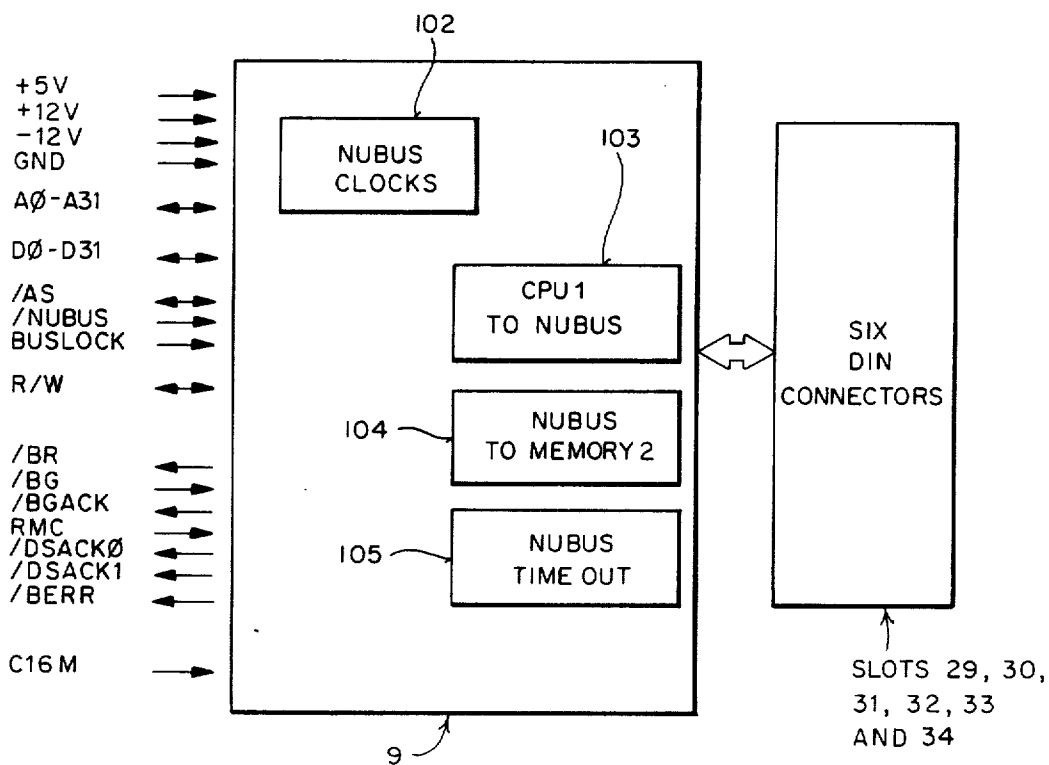 102
+5V
+12V
-12V
GND
AØ-A31
DØ-D31
/AS
/NUBUS
BUSLOCK
R/W
/BR
/BG
/BGACK
RMC
/DSACKØ
/DSACK1
/BERR
C16M
NUBUS
CLOCKS
103
CPU1
TO NUBUS
104
NUBUS
TO MEMORY 2
105
NUBUS
TIME OUT
9
SIX
DIN
CONNECTORS
SLOTS 29, 30,
31, 32, 33
AND 34